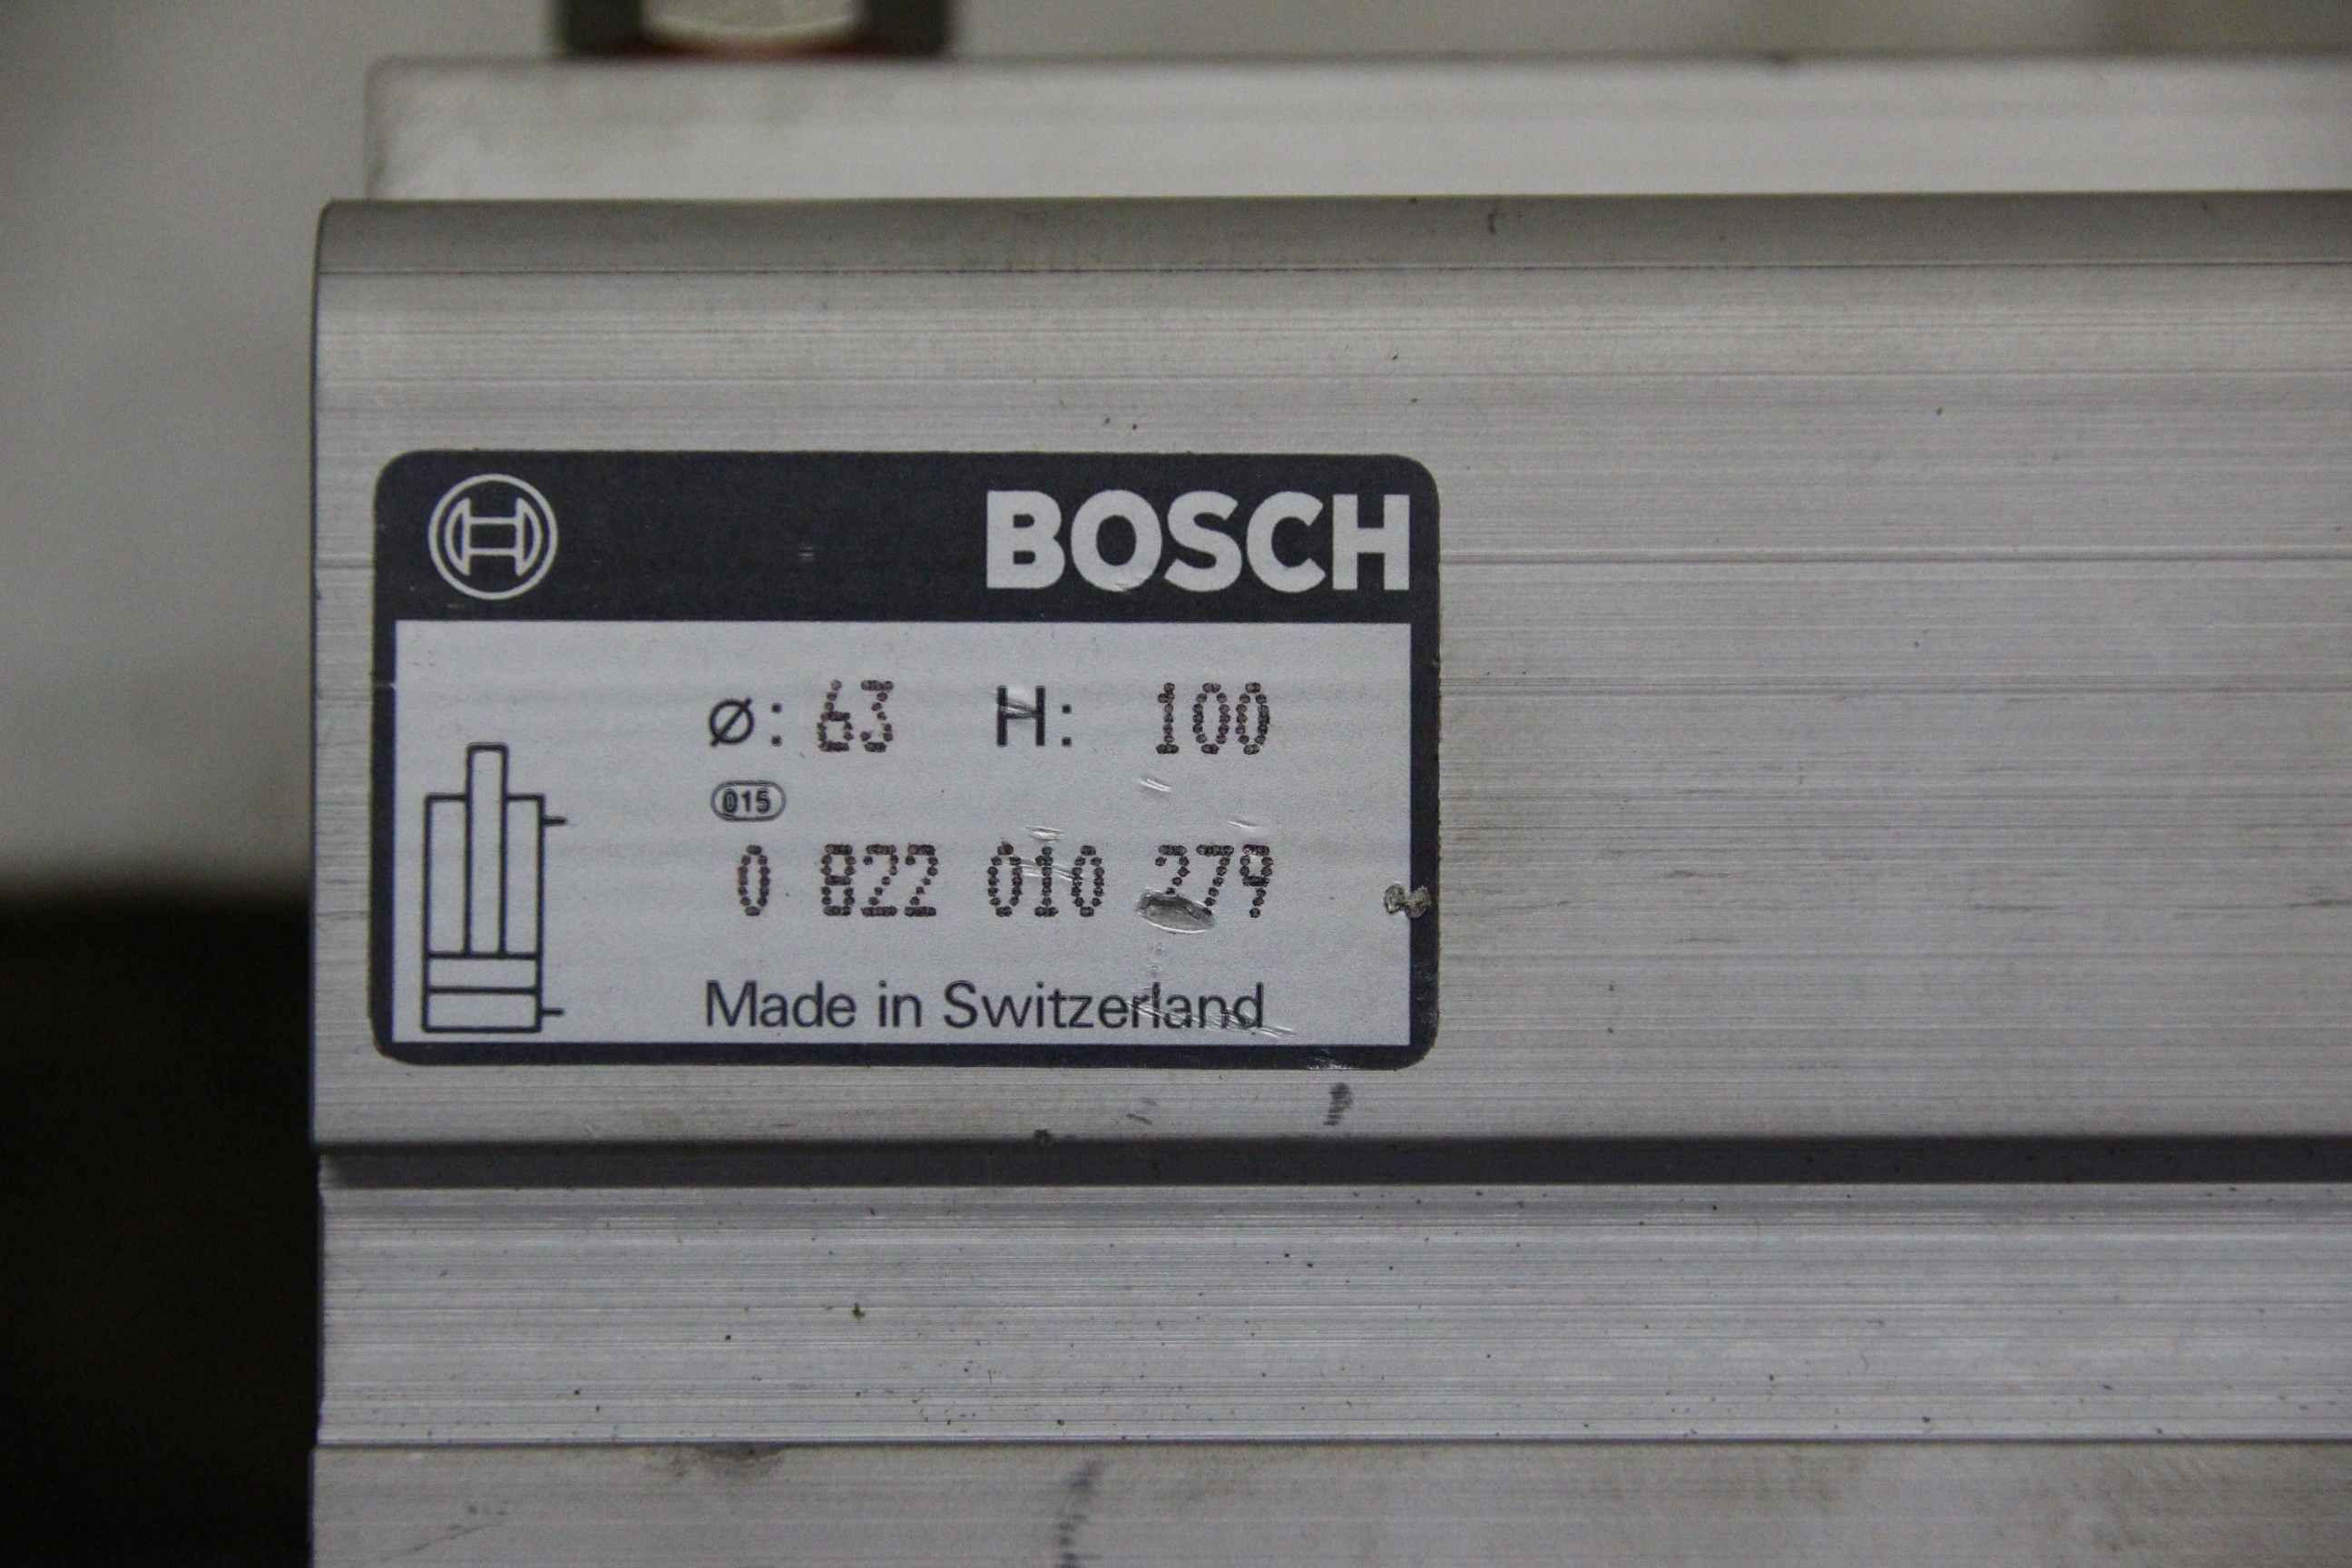 BOSCH
ø: 63 H: 100
015
0 822 010 279
Made in Switzerland